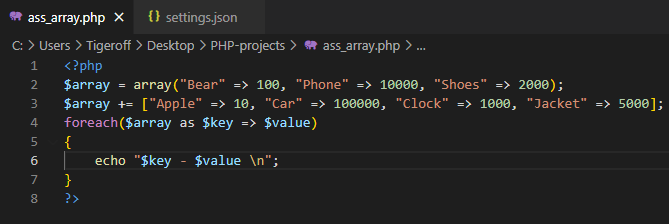 ass_array.php
settings.json
C: > Users > Tigeroff > Desktop > PHP-projects > ass_array.php > ...
1 <?php
2 $array = array("Bear" => 100, "Phone" => 10000, "Shoes" => 2000);
3 $array += ["Apple" => 10, "Car" => 100000, "Clock" => 1000, "Jacket" => 5000];
4 foreach($array as $key => $value)
5 {
6     echo "$key - $value \n";
7 }
8 ?>